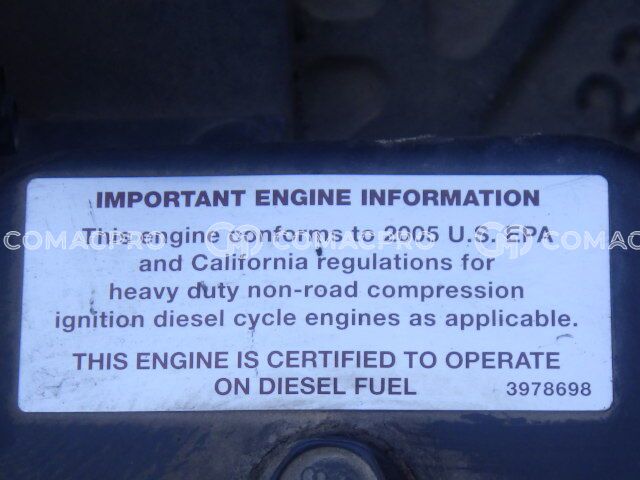 IMPORTANT ENGINE INFORMATION
This engine conforms to 2005 U.S. EPA
and California regulations for
heavy duty non-road compression
ignition diesel cycle engines as applicable.
THIS ENGINE IS CERTIFIED TO OPERATE
ON DIESEL FUEL 3978698
COMACPRO COMACPRO COMACPRO